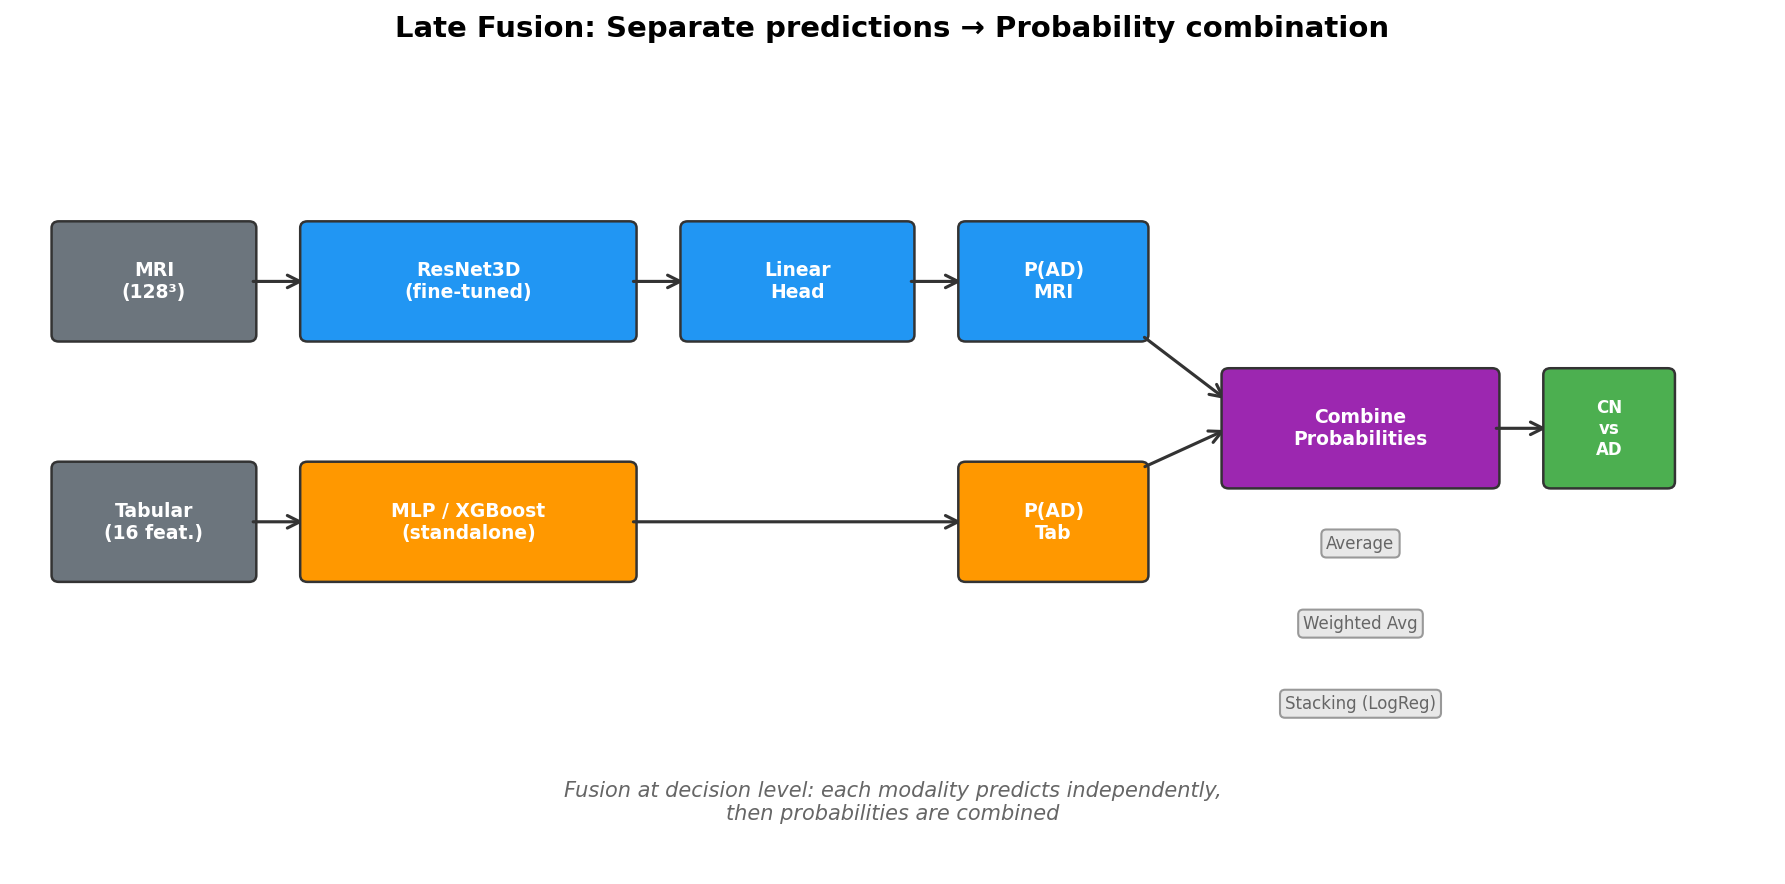 Late Fusion: Separate predictions → Probability combination
MRI
(128³)
ResNet3D
(fine-tuned)
Linear
Head
P(AD)
MRI
Tabular
(16 feat.)
MLP / XGBoost
(standalone)
P(AD)
Tab
Combine
Probabilities
CN
vs
AD
Average
Weighted Avg
Stacking (LogReg)
Fusion at decision level: each modality predicts independently,
then probabilities are combined